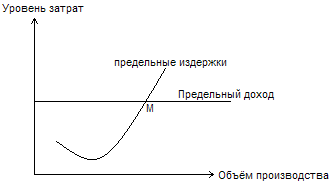 Уровень затрат
предельные издержки
Предельный доход
М
Объём производства